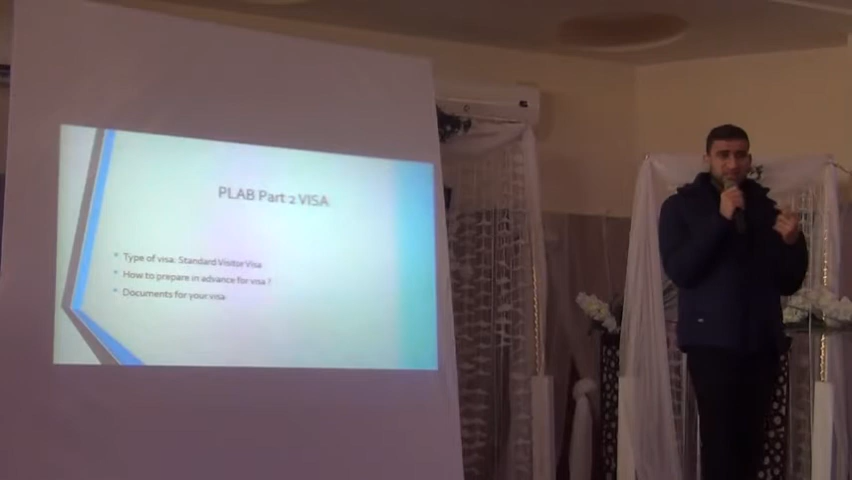 PLAB Part 2 VISA
Type of visa: Standard Visitor Visa
How to prepare in advance for visa ?
Documents for your visa